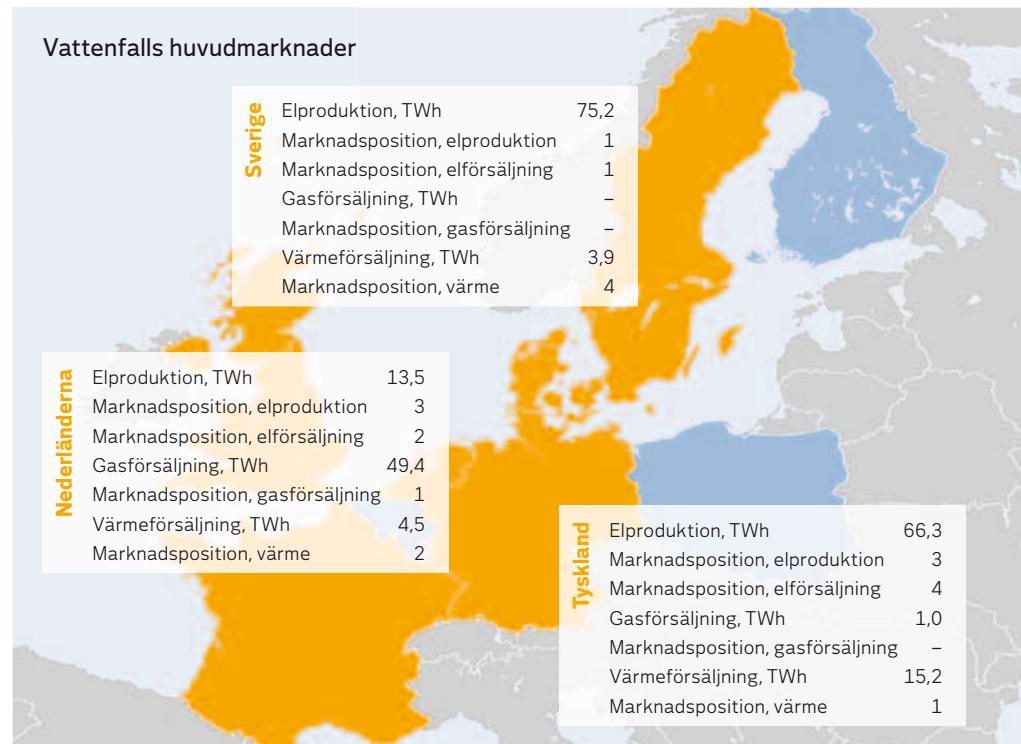 Vattenfalls huvudmarknader
Sverige
Elproduktion, TWh 75,2
Marknadsposition, elproduktion 1
Marknadsposition, elförsäljning 1
Gasförsäljning, TWh –
Marknadsposition, gasförsäljning –
Värmeförsäljning, TWh 3,9
Marknadsposition, värme 4
Nederländerna
Elproduktion, TWh 13,5
Marknadsposition, elproduktion 3
Marknadsposition, elförsäljning 2
Gasförsäljning, TWh 49,4
Marknadsposition, gasförsäljning 1
Värmeförsäljning, TWh 4,5
Marknadsposition, värme 2
Tyskland
Elproduktion, TWh 66,3
Marknadsposition, elproduktion 3
Marknadsposition, elförsäljning 4
Gasförsäljning, TWh 1,0
Marknadsposition, gasförsäljning –
Värmeförsäljning, TWh 15,2
Marknadsposition, värme 1